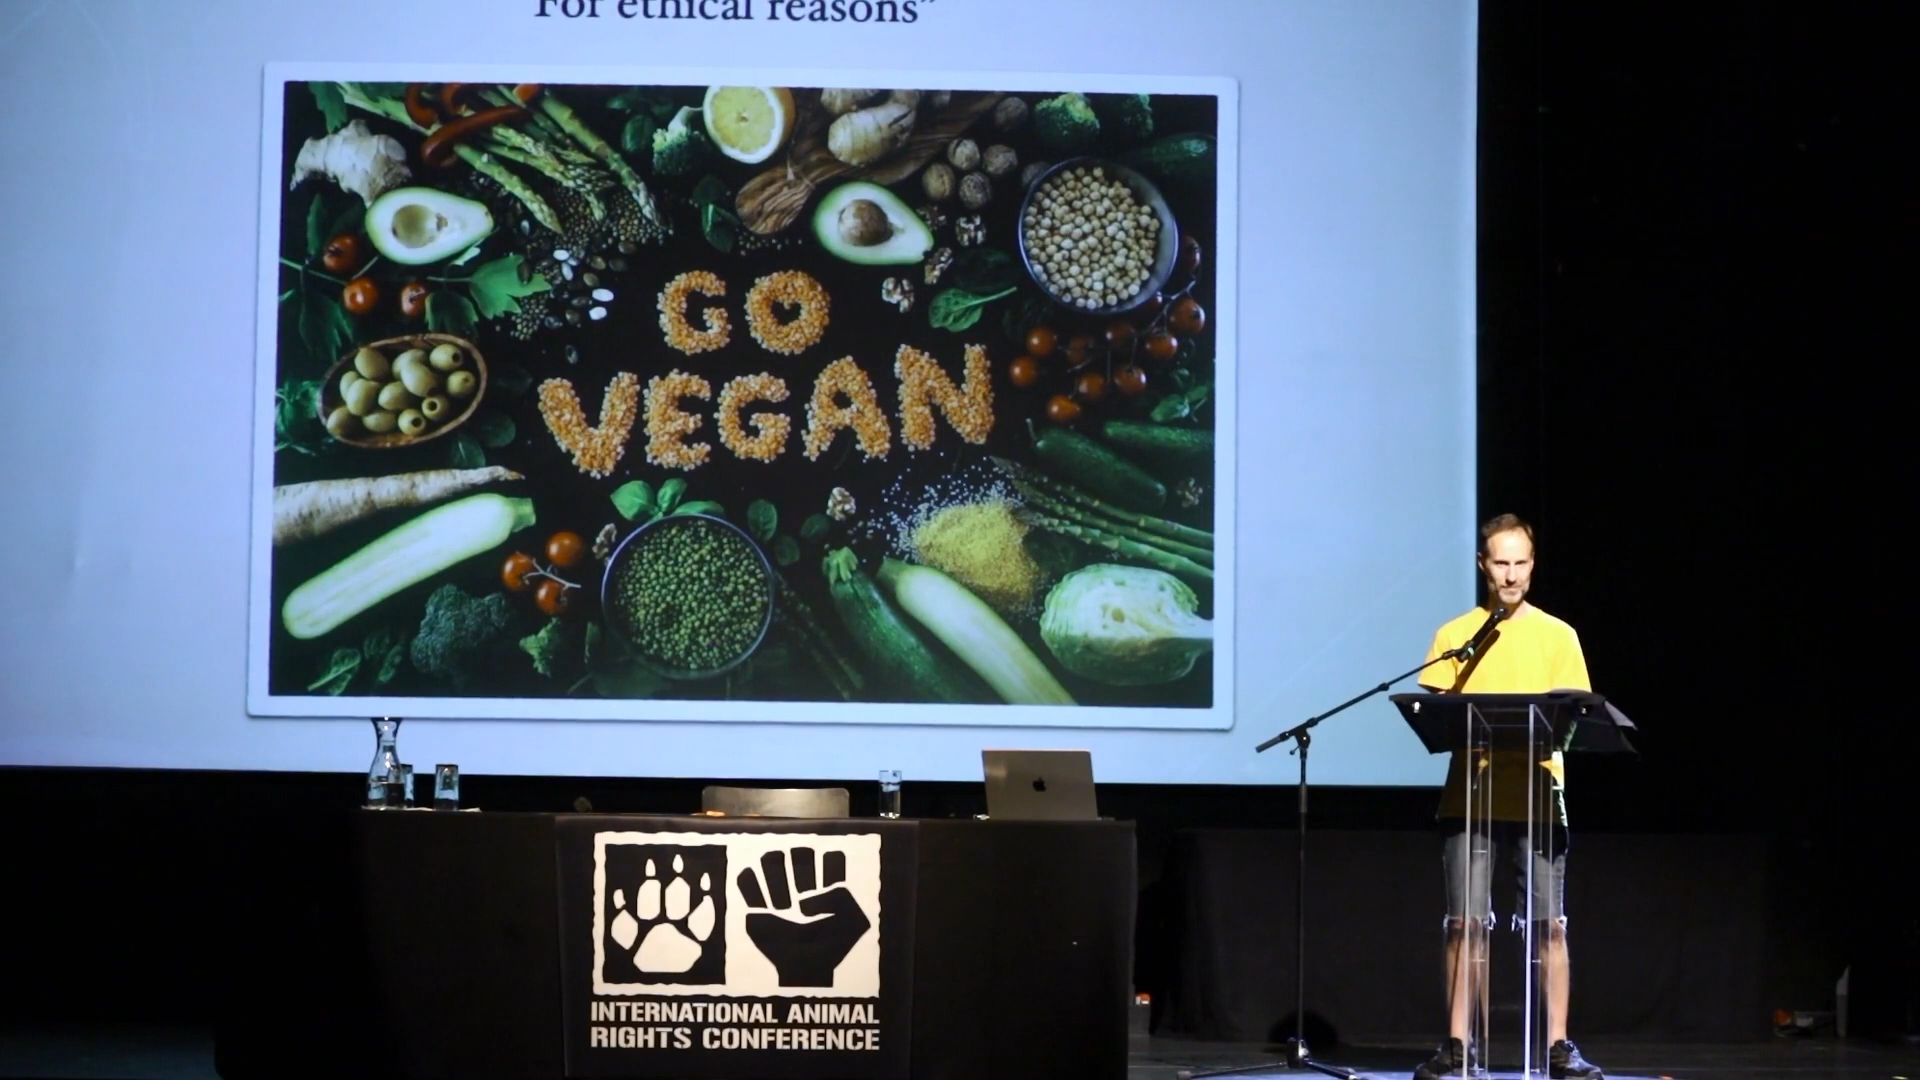 For ethical reasons”
GO
VEGAN
INTERNATIONAL ANIMAL
RIGHTS CONFERENCE